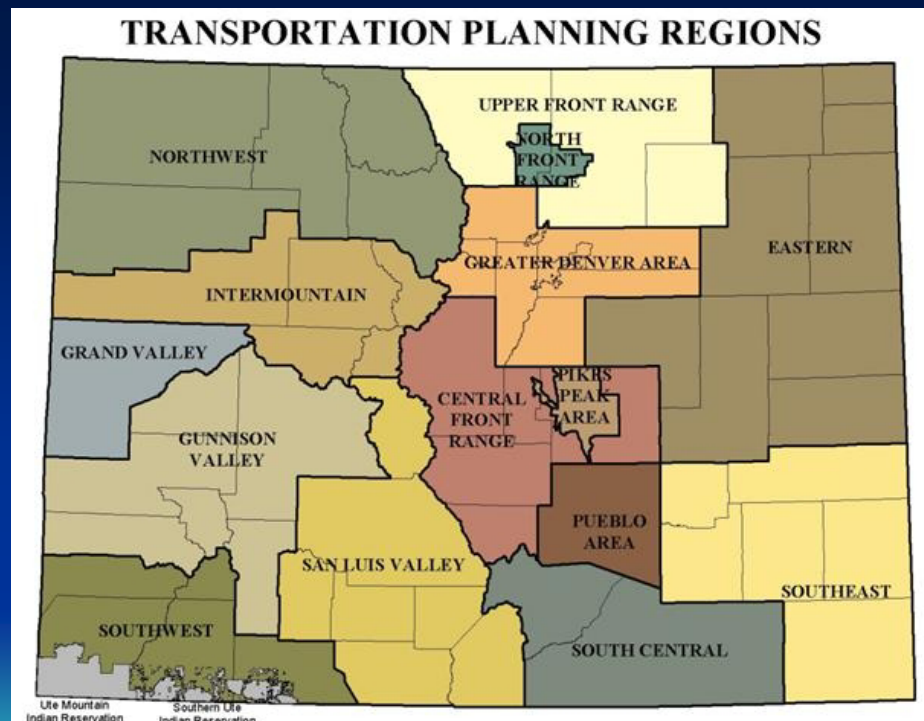 TRANSPORTATION PLANNING REGIONS
UPPER FRONT RANGE
NORTH
FRONT
RANGE
NORTHWEST
EASTERN
GREATER DENVER AREA
INTERMOUNTAIN
GRAND VALLEY
PIKES
PEAK
AREA
CENTRAL
FRONT
RANGE
GUNNISON
VALLEY
PUEBLO
AREA
SAN LUIS VALLEY
SOUTHEAST
SOUTHWEST
SOUTH CENTRAL
Ute Mountain
Indian Reservation
Southern Ute
Indian Reservation